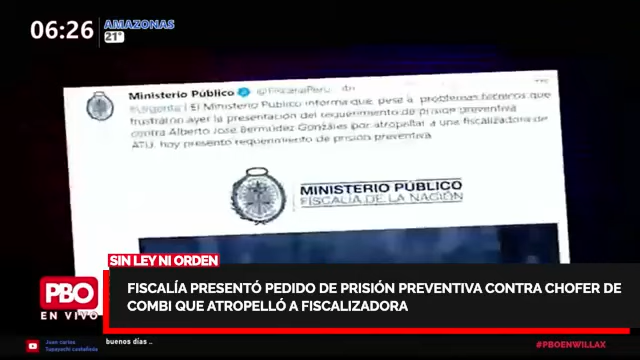 06:26
AMAZONAS
21°
Ministerio Público @FiscaliaPeru
El Ministerio Público informa que, pese a problemas técnicos que
frustraron ayer la presentación del requerimiento de prisión preventiva
contra Alberto José Bermúdez Gonzáles por atropellar a una fiscalizadora de
ATU, hoy presentó requerimiento de prisión preventiva.
MINISTERIO PÚBLICO
FISCALÍA DE LA NACIÓN
SIN LEY NI ORDEN
PBO
EN VIVO
FISCALÍA PRESENTÓ PEDIDO DE PRISIÓN PREVENTIVA CONTRA CHOFER DE
COMBI QUE ATROPELLÓ A FISCALIZADORA
Juan carlos
buenos días ..
#PBOENWILLAX